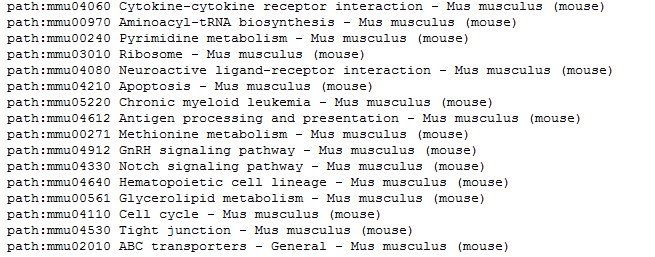 path:mmu04060 Cytokine-cytokine receptor interaction - Mus musculus (mouse)
path:mmu00970 Aminoacyl-tRNA biosynthesis - Mus musculus (mouse)
path:mmu00240 Pyrimidine metabolism - Mus musculus (mouse)
path:mmu03010 Ribosome - Mus musculus (mouse)
path:mmu04080 Neuroactive ligand-receptor interaction - Mus musculus (mouse)
path:mmu04210 Apoptosis - Mus musculus (mouse)
path:mmu05220 Chronic myeloid leukemia - Mus musculus (mouse)
path:mmu04612 Antigen processing and presentation - Mus musculus (mouse)
path:mmu00271 Methionine metabolism - Mus musculus (mouse)
path:mmu04912 GnRH signaling pathway - Mus musculus (mouse)
path:mmu04330 Notch signaling pathway - Mus musculus (mouse)
path:mmu04640 Hematopoietic cell lineage - Mus musculus (mouse)
path:mmu00561 Glycerolipid metabolism - Mus musculus (mouse)
path:mmu04110 Cell cycle - Mus musculus (mouse)
path:mmu04530 Tight junction - Mus musculus (mouse)
path:mmu02010 ABC transporters - General - Mus musculus (mouse)